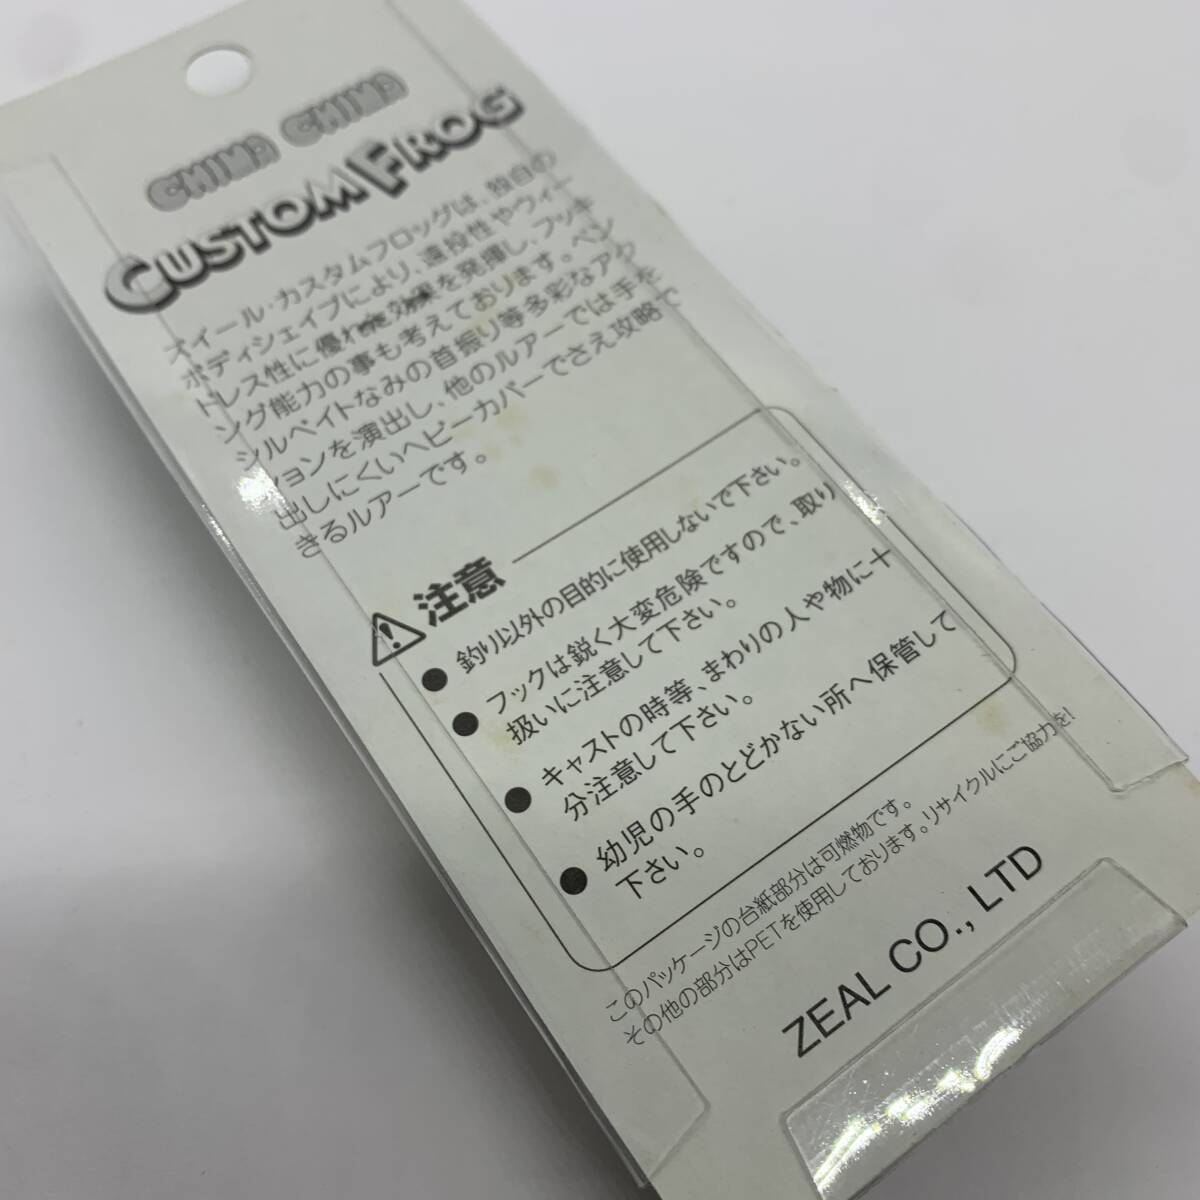 CHIMA CHIMA
CUSTOM FROG
オイール・カスタムフロッグは、独自の
ボディシェイプにより、遠投性やウィー
ドレス性に優れた効果を発揮し、フッキ
ング能力の事も考えております。ペン
シルベイトなみの首振り等多彩なアク
ションを演出し、他のルアーでは手を
出しにくいヘビーカバーでさえ攻略で
きるルアーです。
注意
● 釣り以外の目的に使用しないで下さい。
● フックは鋭く大変危険ですので、取り
扱いに注意して下さい。
● キャストの時等、まわりの人や物に十
分注意して下さい。
● 幼児の手のとどかない所へ保管して
下さい。
このパッケージの台紙部分は可燃物です。
その他の部分はPETを使用しております。リサイクルにご協力を!
ZEAL CO., LTD